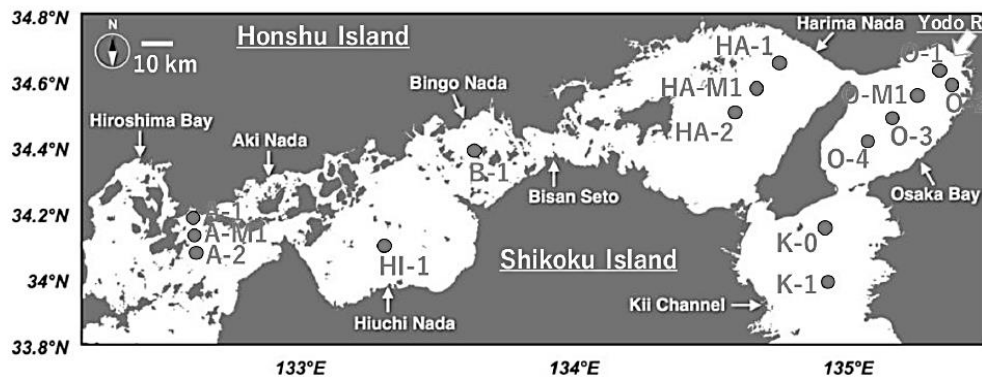 34.8°N
34.6°N
34.4°N
34.2°N
34°N
33.8°N
N
10 km
Honshu Island
Harima Nada
Yodo R
HA-1
O-1
Bingo Nada
HA-M1
O-M1
Hiroshima Bay
Aki Nada
HA-2
O-3
O-4
B-1
Bisan Seto
Osaka Bay
A-M1
A-2
HI-1
Shikoku Island
K-0
K-1
Kii Channel
Hiuchi Nada
133°E
134°E
135°E